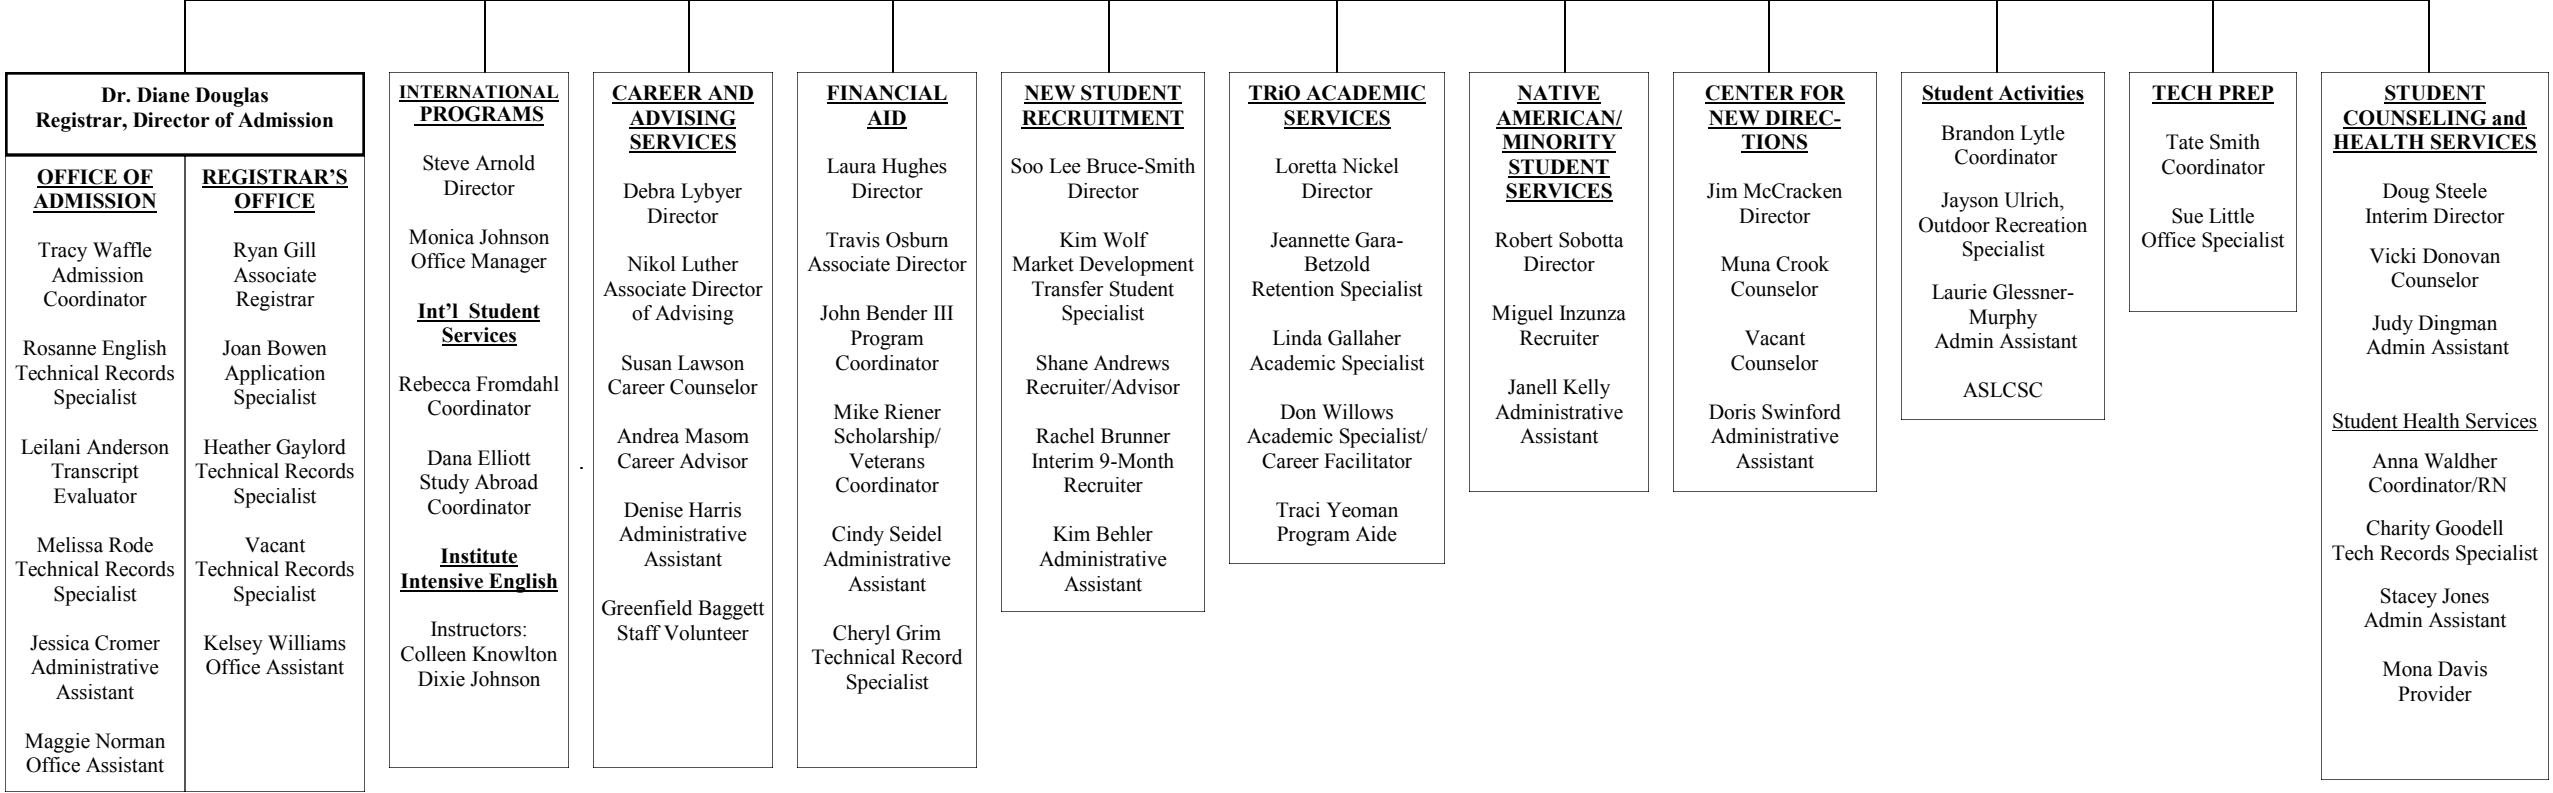 Dr. Diane Douglas
Registrar, Director of Admission
OFFICE OF
ADMISSION
Tracy Waffle
Admission
Coordinator
Rosanne English
Technical Records
Specialist
Leilani Anderson
Transcript
Evaluator
Melissa Rode
Technical Records
Specialist
Jessica Cromer
Administrative
Assistant
Maggie Norman
Office Assistant
REGISTRAR’S
OFFICE
Ryan Gill
Associate
Registrar
Joan Bowen
Application
Specialist
Heather Gaylord
Technical Records
Specialist
Vacant
Technical Records
Specialist
Kelsey Williams
Office Assistant
INTERNATIONAL
PROGRAMS
Steve Arnold
Director
Monica Johnson
Office Manager
Int’l Student
Services
Rebecca Fromdahl
Coordinator
Dana Elliott
Study Abroad
Coordinator
Institute
Intensive English
Instructors:
Colleen Knowlton
Dixie Johnson
.
CAREER AND
ADVISING
SERVICES
Debra Lybyer
Director
Nikol Luther
Associate Director
of Advising
Susan Lawson
Career Counselor
Andrea Masom
Career Advisor
Denise Harris
Administrative
Assistant
Greenfield Baggett
Staff Volunteer
FINANCIAL
AID
Laura Hughes
Director
Travis Osburn
Associate Director
John Bender III
Program
Coordinator
Mike Riener
Scholarship/
Veterans
Coordinator
Cindy Seidel
Administrative
Assistant
Cheryl Grim
Technical Record
Specialist
NEW STUDENT
RECRUITMENT
Soo Lee Bruce-Smith
Director
Kim Wolf
Market Development
Transfer Student
Specialist
Shane Andrews
Recruiter/Advisor
Rachel Brunner
Interim 9-Month
Recruiter
Kim Behler
Administrative
Assistant
TRiO ACADEMIC
SERVICES
Loretta Nickel
Director
Jeannette Gara-
Betzold
Retention Specialist
Linda Gallaher
Academic Specialist
Don Willows
Academic Specialist/
Career Facilitator
Traci Yeoman
Program Aide
NATIVE
AMERICAN/
MINORITY
STUDENT
SERVICES
Robert Sobotta
Director
Miguel Inzunza
Recruiter
Janell Kelly
Administrative
Assistant
CENTER FOR
NEW DIREC-
TIONS
Jim McCracken
Director
Muna Crook
Counselor
Vacant
Counselor
Doris Swinford
Administrative
Assistant
Student Activities
Brandon Lytle
Coordinator
Jayson Ulrich,
Outdoor Recreation
Specialist
Laurie Glessner-
Murphy
Admin Assistant
ASLCSC
TECH PREP
Tate Smith
Coordinator
Sue Little
Office Specialist
STUDENT
COUNSELING and
HEALTH SERVICES
Doug Steele
Interim Director
Vicki Donovan
Counselor
Judy Dingman
Admin Assistant
Student Health Services
Anna Waldher
Coordinator/RN
Charity Goodell
Tech Records Specialist
Stacey Jones
Admin Assistant
Mona Davis
Provider